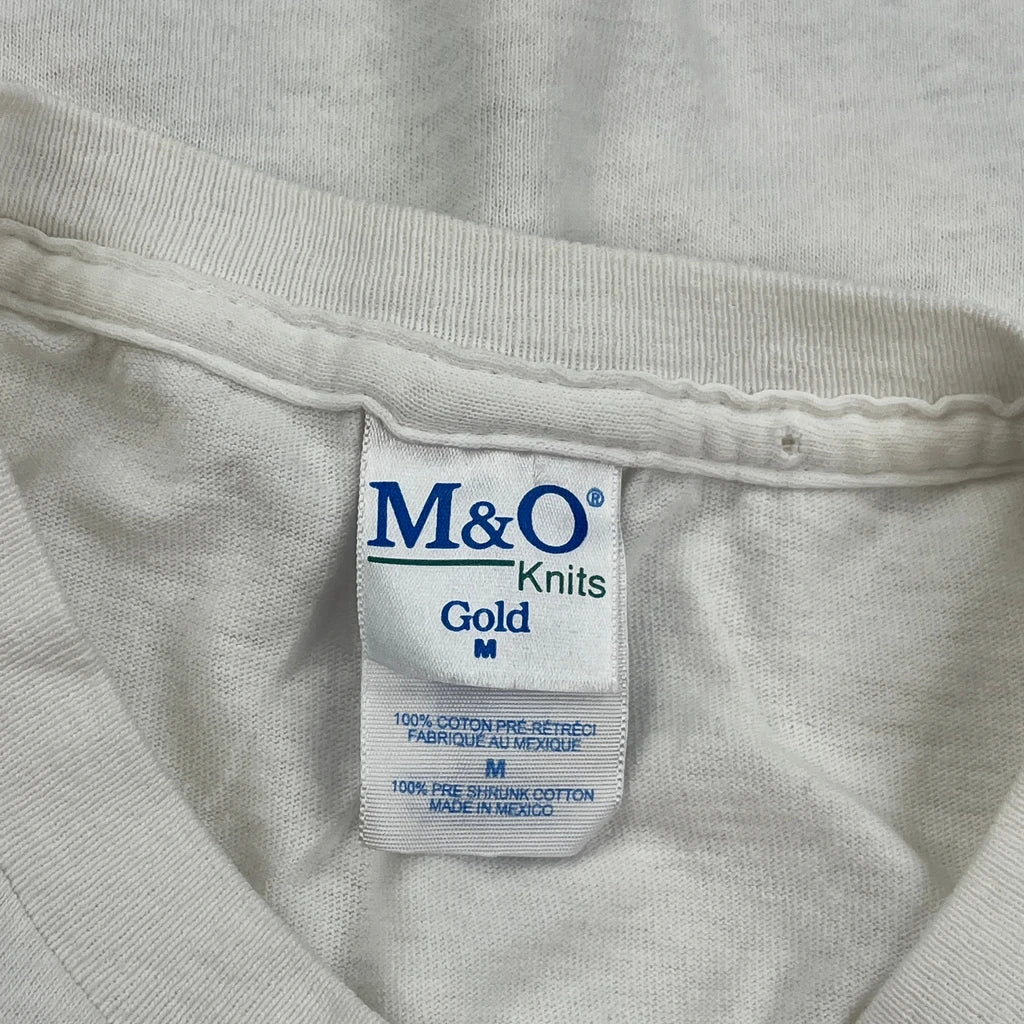 M&O®
Knits
Gold
M
100% COTON PRÉ RÉTRÉCI
FABRIQUÉ AU MEXIQUE
M
100% PRE SHRUNK COTTON
MADE IN MEXICO